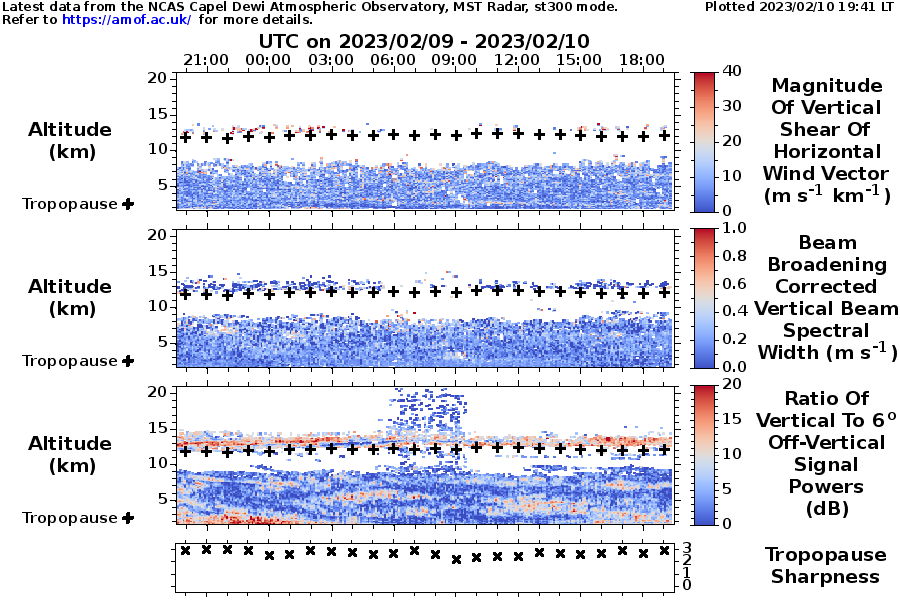 Latest data from the NCAS Capel Dewi Atmospheric Observatory, MST Radar, st300 mode.
Plotted 2023/02/10 19:41 LT
Refer to https://amof.ac.uk/ for more details.
UTC on 2023/02/09 - 2023/02/10
21:00 00:00 03:00 06:00 09:00 12:00 15:00 18:00
20
15
10
5
Altitude
(km)
Tropopause
40
30
20
10
0
Magnitude
Of Vertical
Shear Of
Horizontal
Wind Vector
(m s⁻¹ km⁻¹)
20
15
10
5
Altitude
(km)
Tropopause
1.0
0.8
0.6
0.4
0.2
0.0
Beam
Broadening
Corrected
Vertical Beam
Spectral
Width (m s⁻¹)
20
15
10
5
Altitude
(km)
Tropopause
20
15
10
5
0
Ratio Of
Vertical To 6°
Off-Vertical
Signal
Powers
(dB)
3
2
1
0
Tropopause
Sharpness